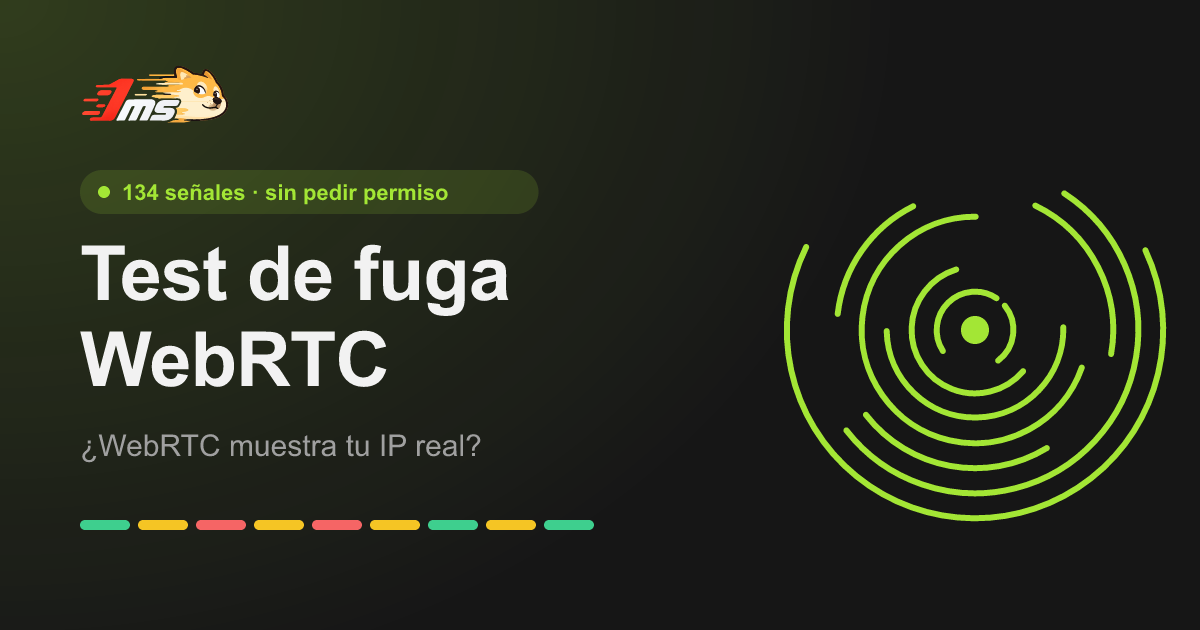 1ms
134 señales · sin pedir permiso
Test de fuga
WebRTC
¿WebRTC muestra tu IP real?